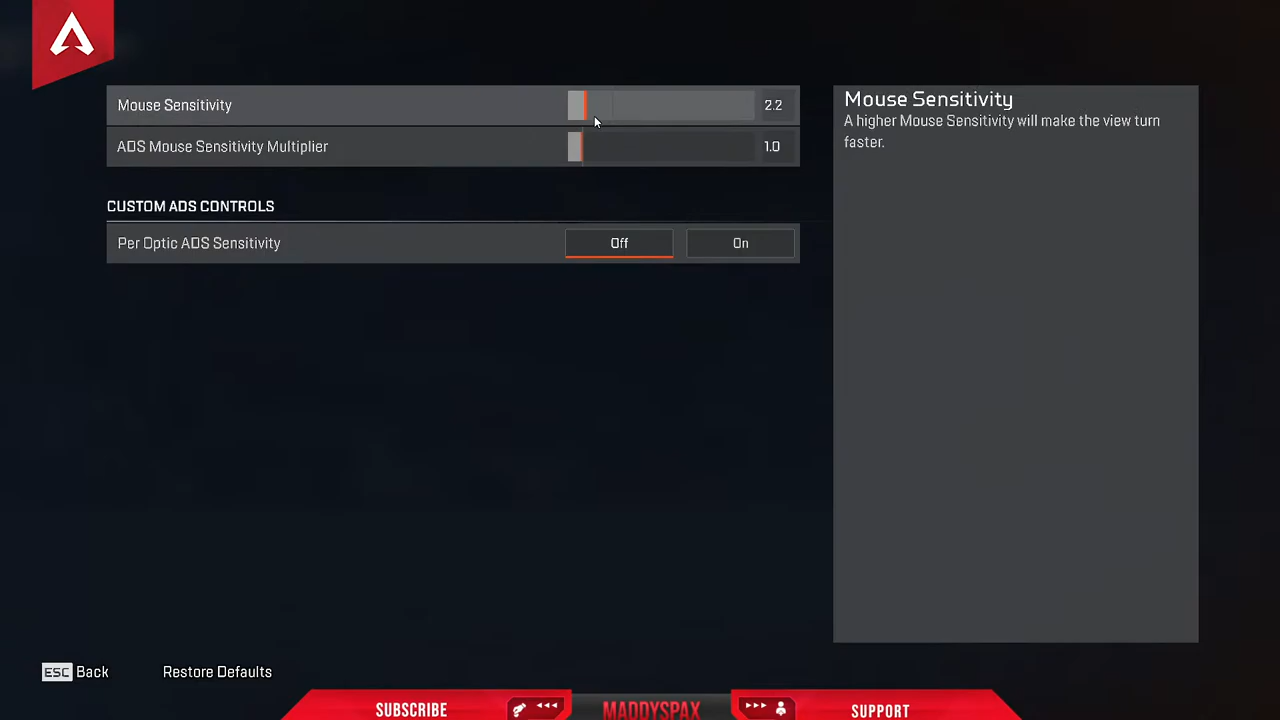 Mouse Sensitivity
2.2
ADS Mouse Sensitivity Multiplier
1.0
CUSTOM ADS CONTROLS
Per Optic ADS Sensitivity
Off
On
Mouse Sensitivity
A higher Mouse Sensitivity will make the view turn
faster.
ESC Back
Restore Defaults
SUBSCRIBE
MADDYSPAX
SUPPORT